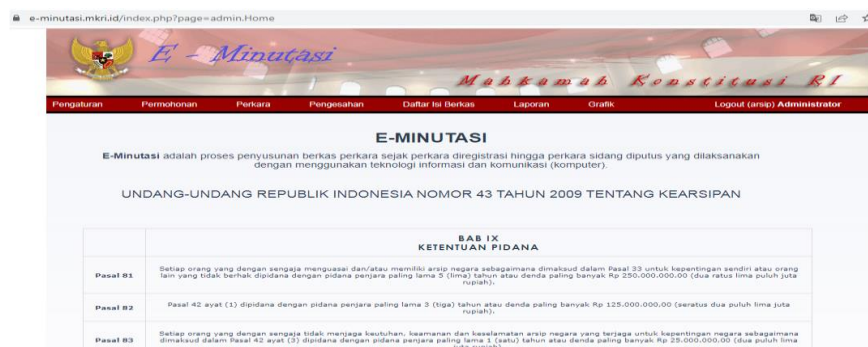 e-minutasi.mkri.id/index.php?page=admin.Home
E - Minutasi
Mahkamah Konstitusi RI
Pengaturan Permohonan Perkara Pengesahan Daftar Isi Berkas Laporan Grafik Logout (arsip) Administrator
E-MINUTASI
E-Minutasi adalah proses penyusunan berkas perkara sejak perkara diregistrasi hingga perkara sidang diputus yang dilaksanakan
dengan menggunakan teknologi informasi dan komunikasi (komputer).
UNDANG-UNDANG REPUBLIK INDONESIA NOMOR 43 TAHUN 2009 TENTANG KEARSIPAN
BAB IX
KETENTUAN PIDANA
Pasal 81
Setiap orang yang dengan sengaja menguasai dan/atau memiliki arsip negara sebagaimana dimaksud dalam Pasal 33 untuk kepentingan sendiri atau orang
lain yang tidak berhak dipidana dengan pidana penjara paling lama 5 (lima) tahun atau denda paling banyak Rp 250.000.000.00 (dua ratus lima puluh juta
rupiah).
Pasal 82
Pasal 42 ayat (1) dipidana dengan pidana penjara paling lama 3 (tiga) tahun atau denda paling banyak Rp 125.000.000.00 (seratus dua puluh lima juta
rupiah).
Pasal 83
Setiap orang yang dengan sengaja tidak menjaga keutuhan, keamanan dan keselamatan arsip negara yang terjaga untuk kepentingan negara sebagaimana
dimaksud dalam Pasal 42 ayat (3) dipidana dengan pidana penjara paling lama 1 (satu) tahun atau denda paling banyak Rp 25.000.000.00 (dua puluh lima
juta rupiah)